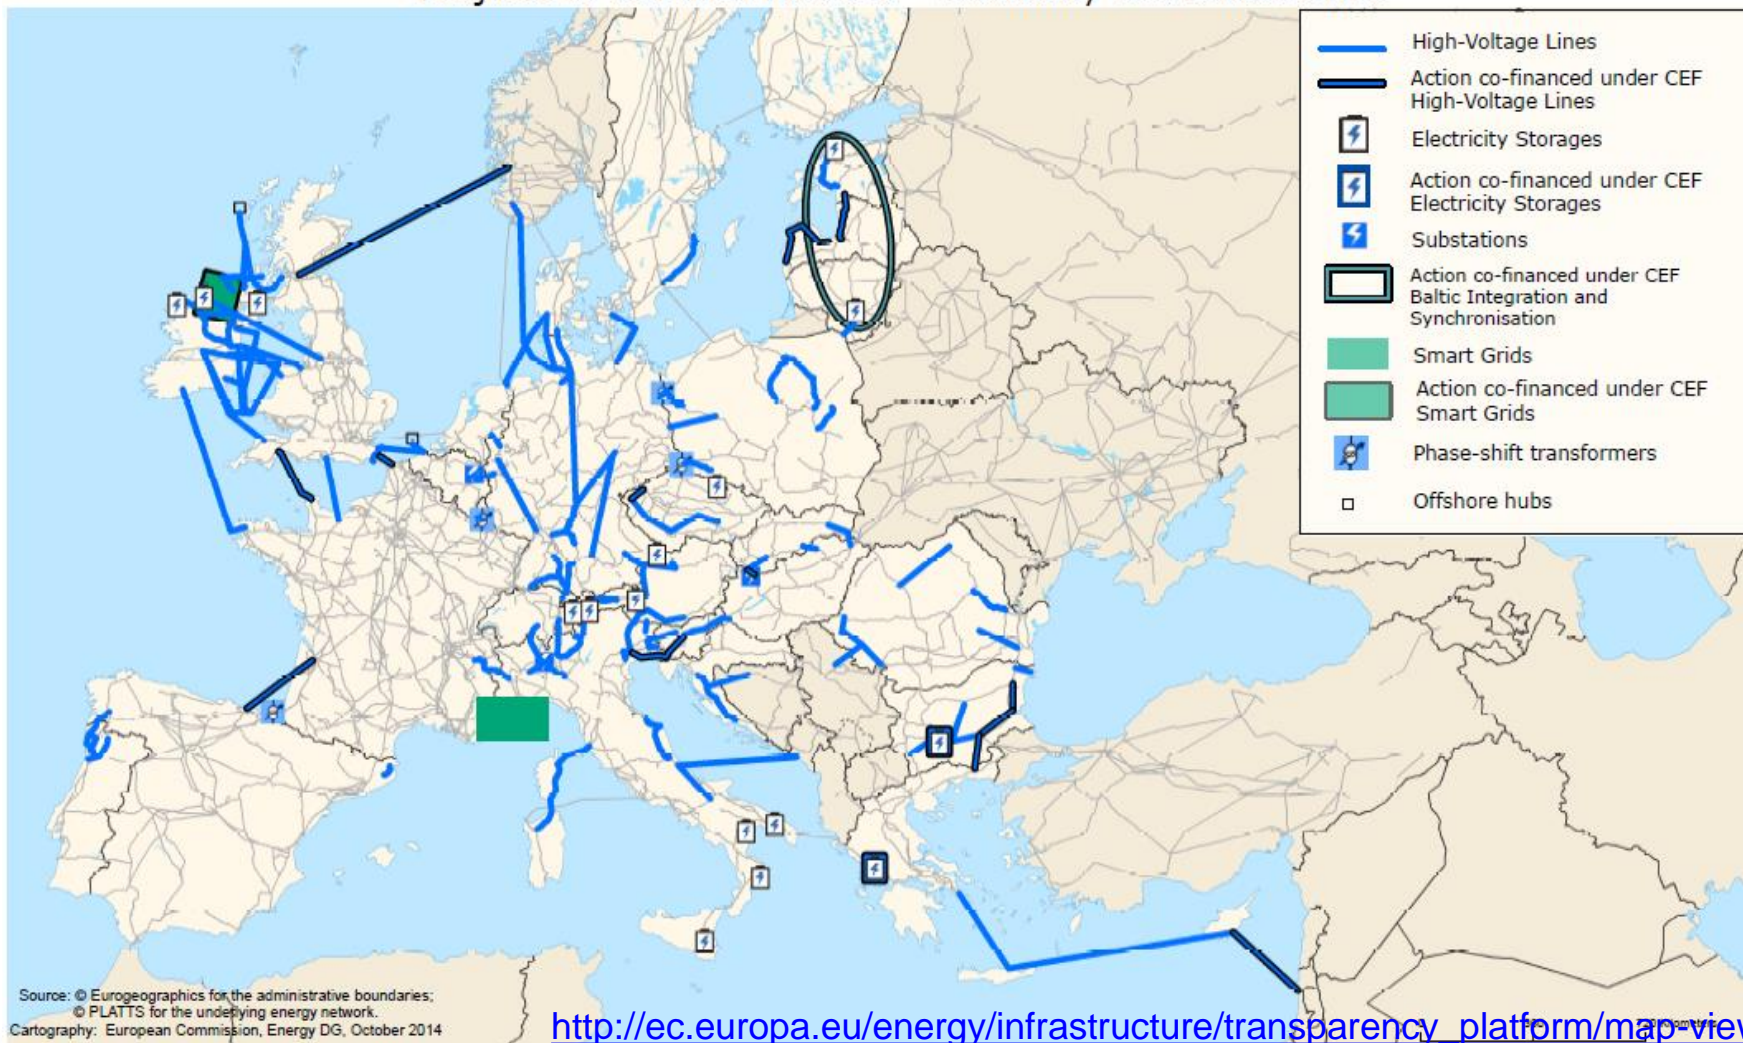 High-Voltage Lines
Action co-financed under CEF
High-Voltage Lines
Electricity Storages
Action co-financed under CEF
Electricity Storages
Substations
Action co-financed under CEF
Baltic Integration and
Synchronisation
Smart Grids
Action co-financed under CEF
Smart Grids
Phase-shift transformers
Offshore hubs
Source: © Eurogeographics for the administrative boundaries;
© PLATTS for the underlying energy network.
Cartography: European Commission, Energy DG, October 2014
http://ec.europa.eu/energy/infrastructure/transparency_platform/map-view